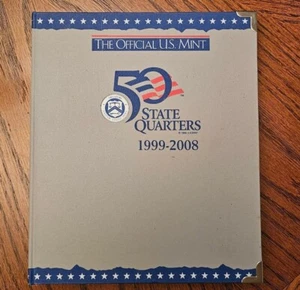 THE OFFICIAL U.S. MINT
50
STATE
QUARTERS
1999-2008